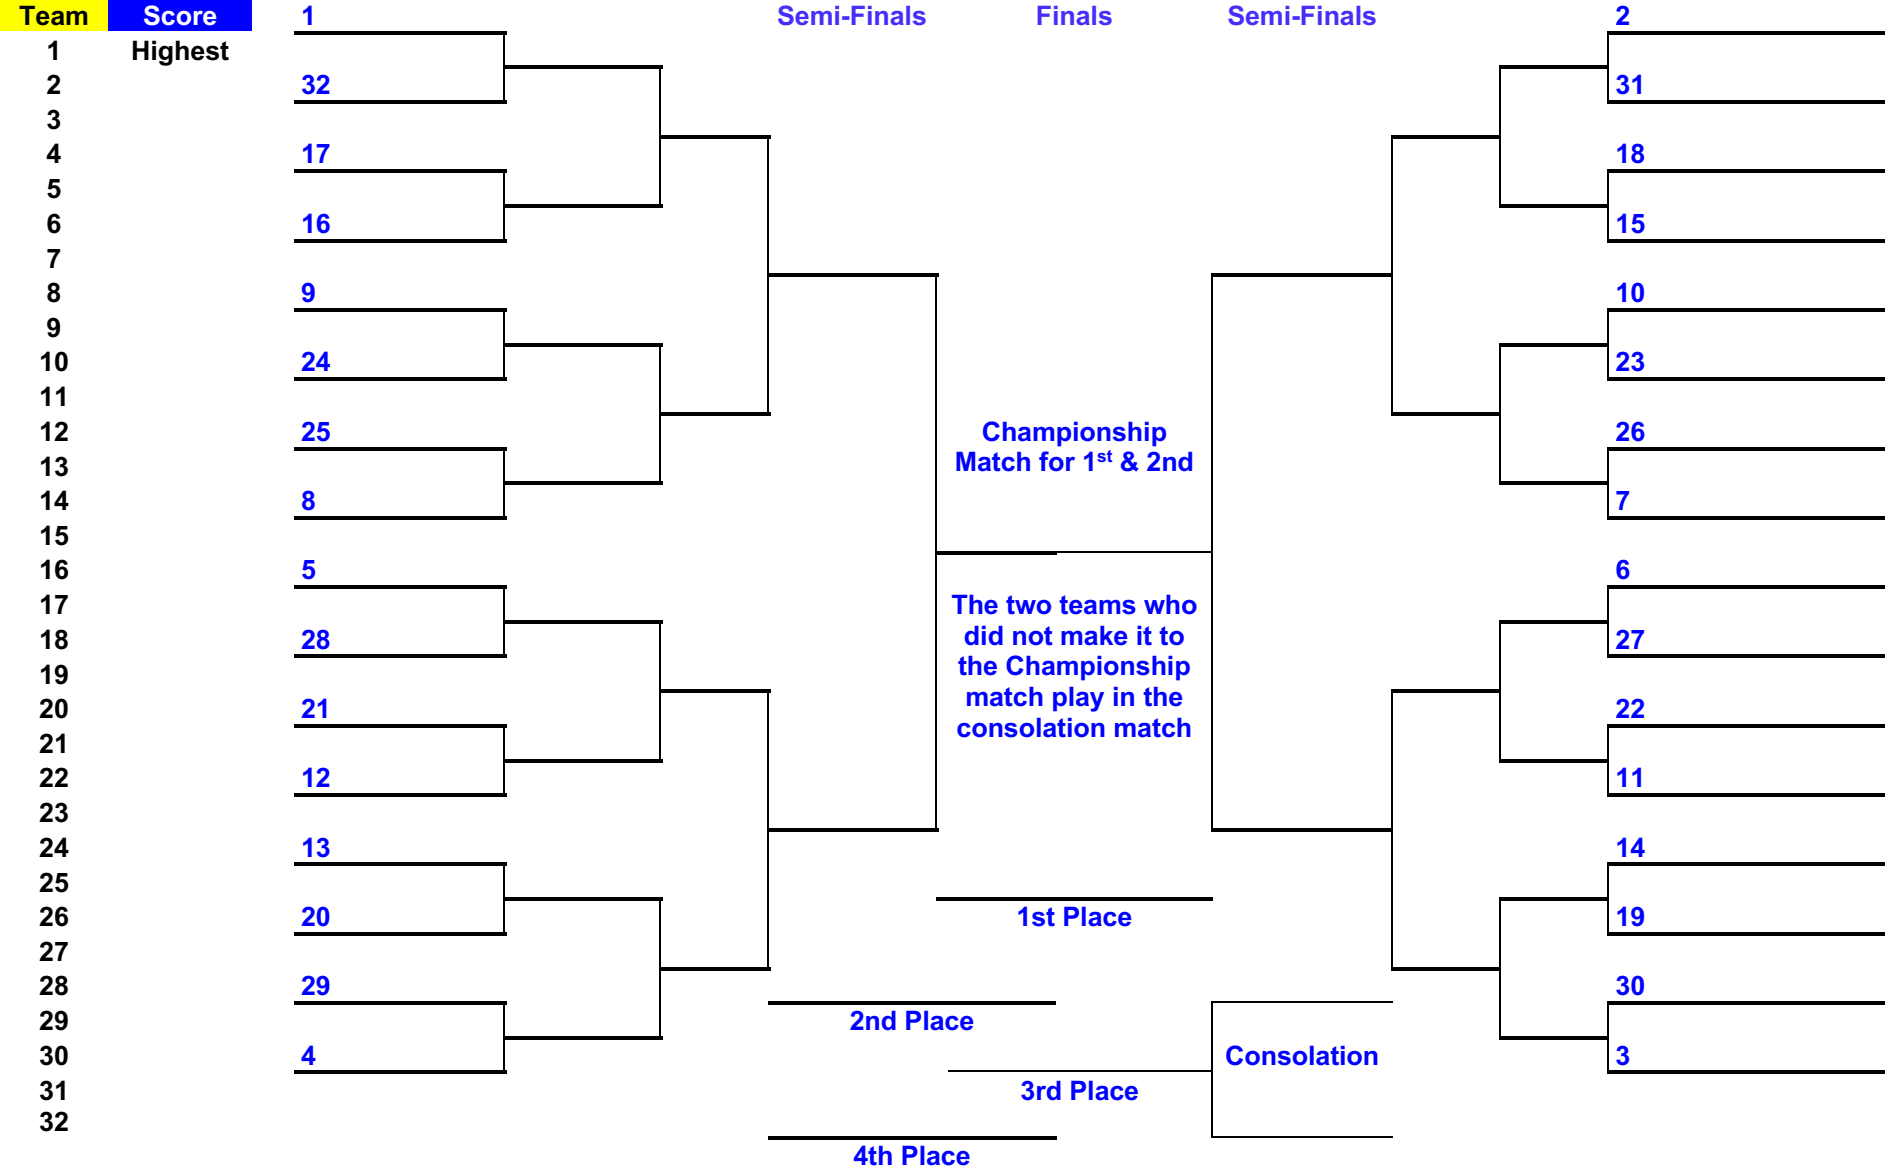 Team Score 1 Semi-Finals Finals Semi-Finals 2
1 Highest
2 32 31
3
4 17 18
5
6 16 15
7
8 9 10
9
10 24 23
11
12 25 Championship 26
13 Match for 1st & 2nd
14 8 7
15
16 5 6
17 The two teams who
18 28 did not make it to 27
19 the Championship
20 21 match play in the 22
21 consolation match
22 12 11
23
24 13 14
25
26 20 1st Place 19
27
28 29 30
29 2nd Place
30 4 Consolation 3
31 3rd Place
32
4th Place